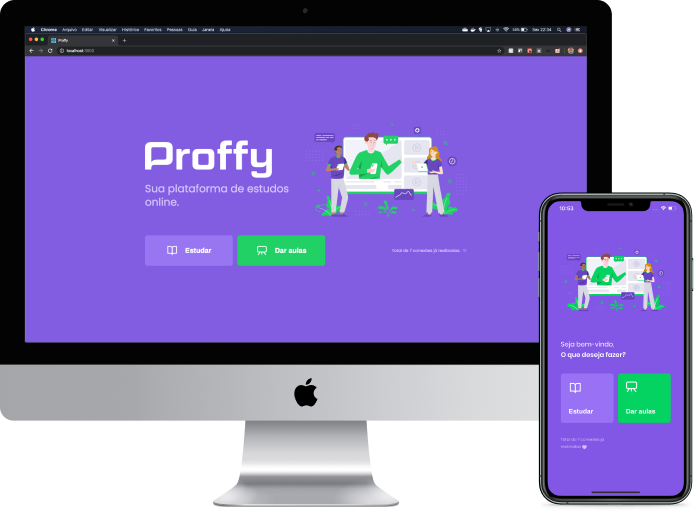 Chrome Arquivo Editar Visualizar Histórico Favoritos Pessoas Guia Janela Ajuda
Sex 22:34
Proffy
localhost:3000
Proffy
Sua plataforma de estudos
online.
Estudar
Dar aulas
Total de 7 conexões já realizadas
10:53
Seja bem-vindo,
O que deseja fazer?
Estudar
Dar aulas
Total de 7 conexões já
realizadas